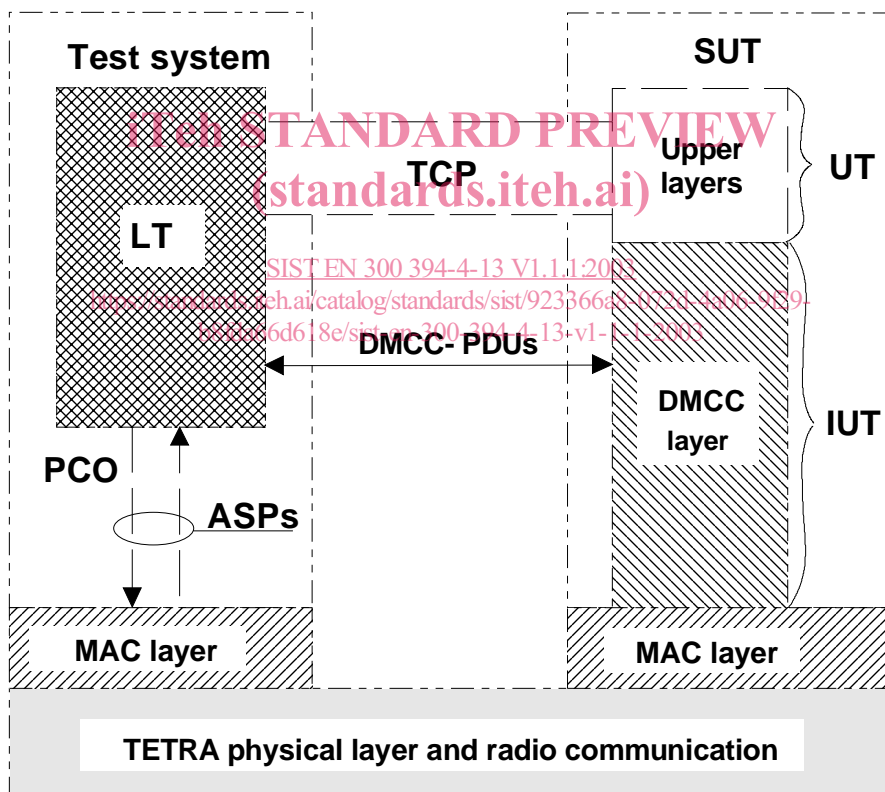 Test system
SUT
iTeh STANDARD PREVIEW
(standards.iteh.ai)
TCP
Upper
layers
UT
LT
SIST EN 300 394-4-13 V1.1.1:2003
DMCC- PDUs
DMCC
layer
IUT
PCO
ASPs
MAC layer
MAC layer
TETRA physical layer and radio communication